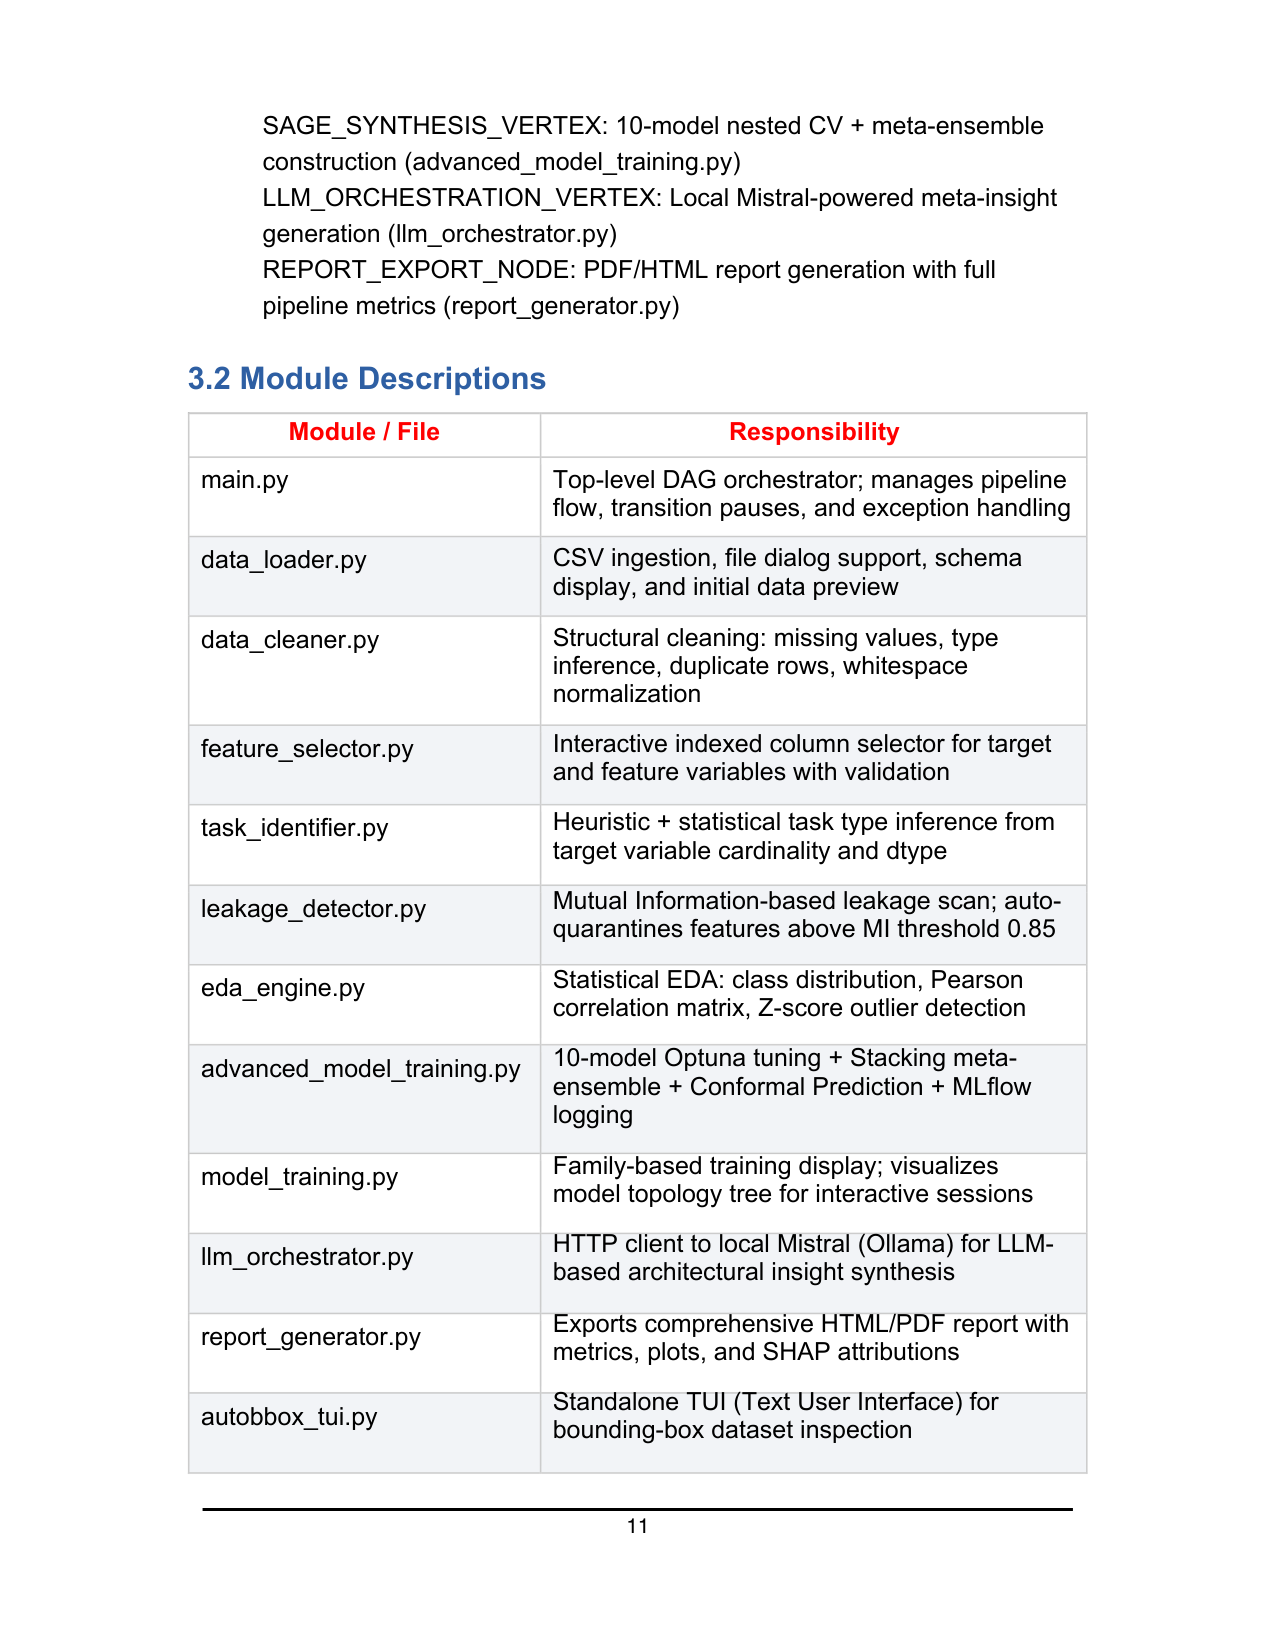 SAGE_SYNTHESIS_VERTEX: 10-model nested CV + meta-ensemble
construction (advanced_model_training.py)
LLM_ORCHESTRATION_VERTEX: Local Mistral-powered meta-insight
generation (llm_orchestrator.py)
REPORT_EXPORT_NODE: PDF/HTML report generation with full
pipeline metrics (report_generator.py)
3.2 Module Descriptions
Module / File
Responsibility
main.py
Top-level DAG orchestrator; manages pipeline
flow, transition pauses, and exception handling
data_loader.py
CSV ingestion, file dialog support, schema
display, and initial data preview
data_cleaner.py
Structural cleaning: missing values, type
inference, duplicate rows, whitespace
normalization
feature_selector.py
Interactive indexed column selector for target
and feature variables with validation
task_identifier.py
Heuristic + statistical task type inference from
target variable cardinality and dtype
leakage_detector.py
Mutual Information-based leakage scan; auto-
quarantines features above MI threshold 0.85
eda_engine.py
Statistical EDA: class distribution, Pearson
correlation matrix, Z-score outlier detection
advanced_model_training.py
10-model Optuna tuning + Stacking meta-
ensemble + Conformal Prediction + MLflow
logging
model_training.py
Family-based training display; visualizes
model topology tree for interactive sessions
llm_orchestrator.py
HTTP client to local Mistral (Ollama) for LLM-
based architectural insight synthesis
report_generator.py
Exports comprehensive HTML/PDF report with
metrics, plots, and SHAP attributions
autobbox_tui.py
Standalone TUI (Text User Interface) for
bounding-box dataset inspection
11